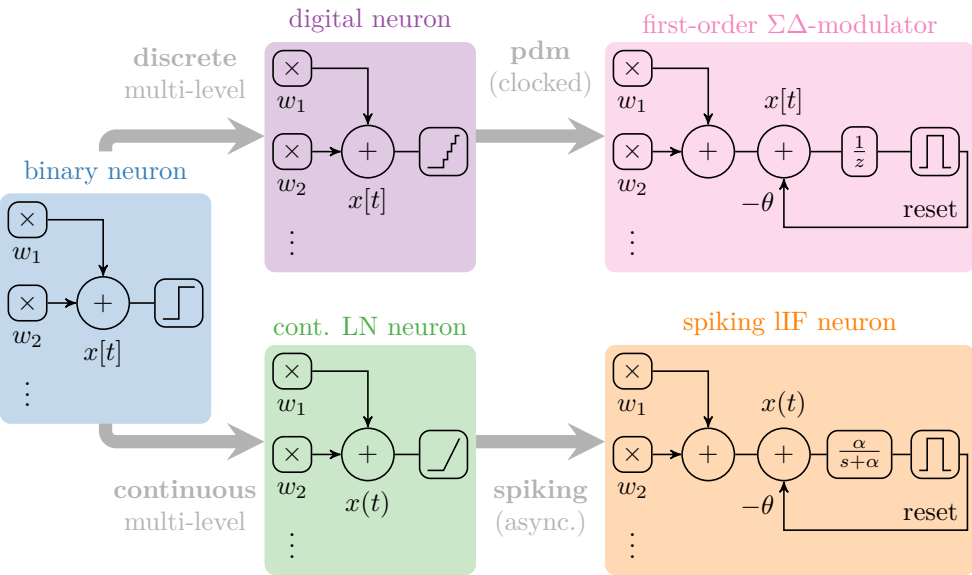 digital neuron
first-order ΣΔ-modulator
discrete
multi-level
pdm
(clocked)
×
w₁
×
w₂
+
x[t]
⋮
×
w₁
×
w₂
+
+
x[t]
1/z
−θ
reset
⋮
binary neuron
×
w₁
×
w₂
+
x[t]
⋮
cont. LN neuron
spiking lIF neuron
×
w₁
×
w₂
+
x(t)
⋮
×
w₁
×
w₂
+
+
x(t)
α/(s+α)
−θ
reset
⋮
continuous
multi-level
spiking
(async.)